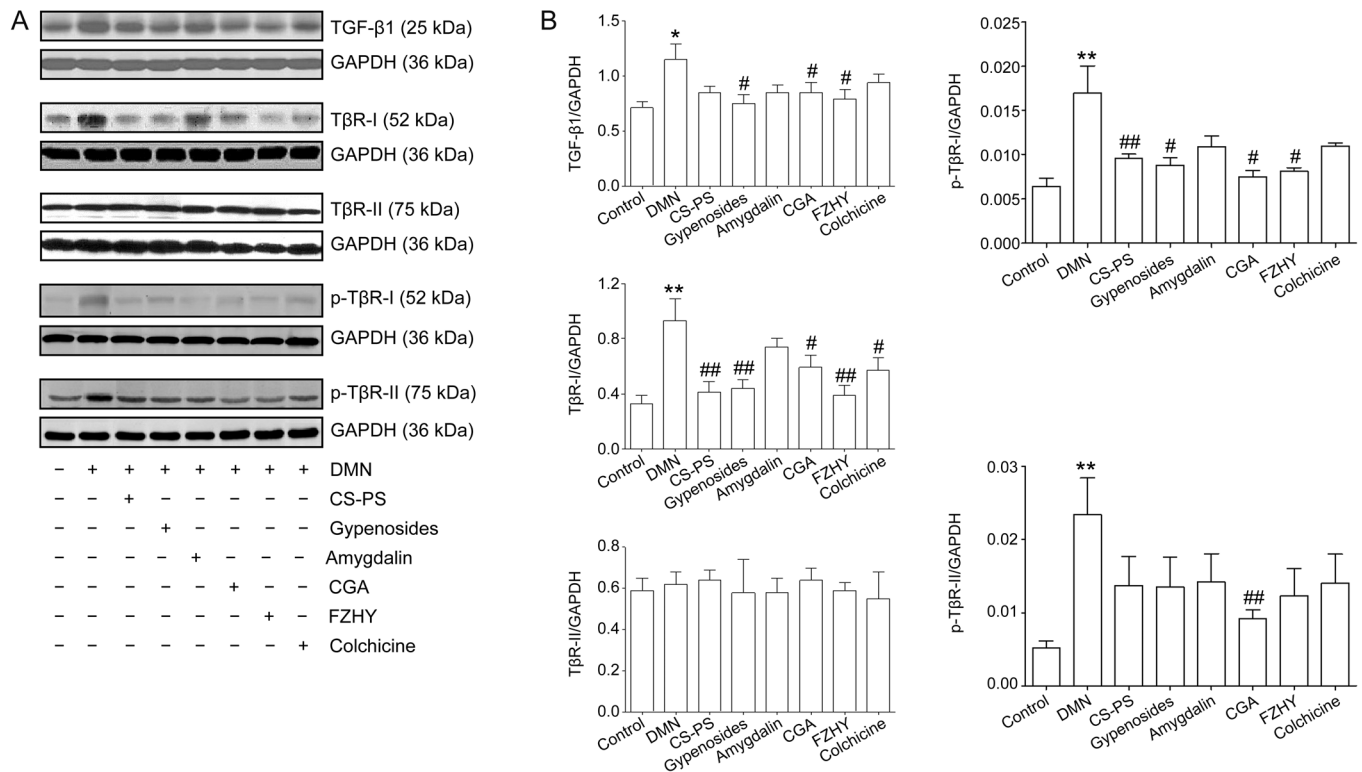 A
TGF-β1 (25 kDa)
GAPDH (36 kDa)
TβR-I (52 kDa)
GAPDH (36 kDa)
TβR-II (75 kDa)
GAPDH (36 kDa)
p-TβR-I (52 kDa)
GAPDH (36 kDa)
p-TβR-II (75 kDa)
GAPDH (36 kDa)
– + + + + + + + DMN
– – + – – – – – CS-PS
– – – + – – – – Gypenosides
– – – – + – – – Amygdalin
– – – – – + – – CGA
– – – – – – + – FZHY
– – – – – – – + Colchicine
B
TGF-β1/GAPDH
1.5
1.0
0.5
0.0
* # # #
Control DMN CS-PS Gypenosides Amygdalin CGA FZHY Colchicine
TβR-I/GAPDH
1.2
0.8
0.4
0.0
** ## ## # ## #
Control DMN CS-PS Gypenosides Amygdalin CGA FZHY Colchicine
TβR-II/GAPDH
0.8
0.6
0.4
0.2
0.0
Control DMN CS-PS Gypenosides Amygdalin CGA FZHY Colchicine
p-TβR-I/GAPDH
0.025
0.020
0.015
0.010
0.005
0.000
** ## # # #
Control DMN CS-PS Gypenosides Amygdalin CGA FZHY Colchicine
p-TβR-II/GAPDH
0.03
0.02
0.01
0.00
** ##
Control DMN CS-PS Gypenosides Amygdalin CGA FZHY Colchicine